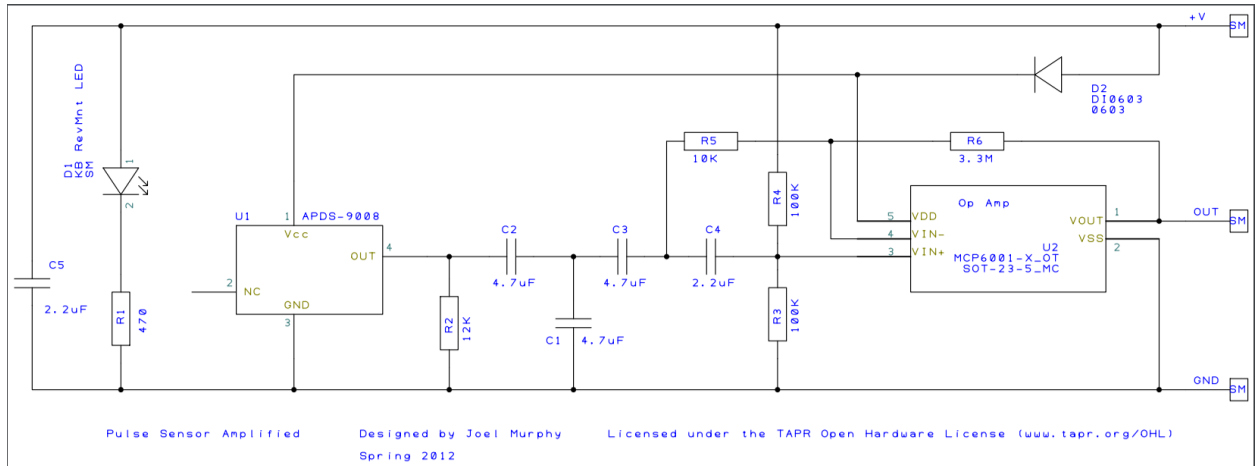 +V
SM
D1
KB RevMnt LED
SM
1
2
D2
DI0603
0603
R5
10K
R6
3.3M
R4
100K
Op Amp
U1
APDS-9008
1
Vcc
OUT
4
2
NC
GND
3
C2
4.7uF
C3
4.7uF
C4
2.2uF
5
VDD
4
VIN-
3
VIN+
VOUT
1
VSS
2
U2
MCP6001-X_OT
SOT-23-5_MC
OUT
SM
C5
2.2uF
R1
470
R2
12K
C1
4.7uF
R3
100K
GND
SM
Pulse Sensor Amplified
Designed by Joel Murphy
Licensed under the TAPR Open Hardware License (www.tapr.org/OHL)
Spring 2012